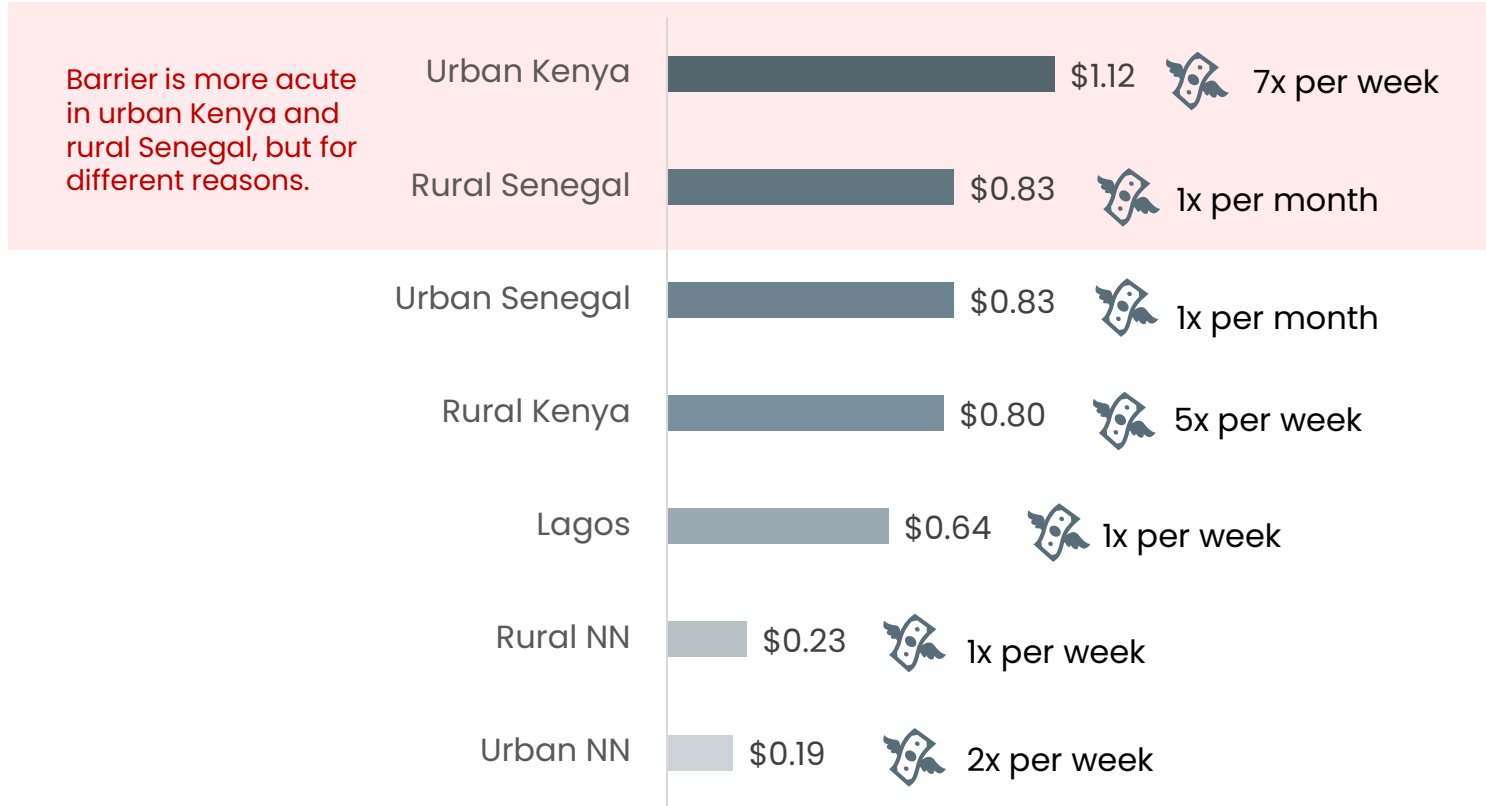 Barrier is more acute
in urban Kenya and
rural Senegal, but for
different reasons.
Urban Kenya $1.12 7x per week
Rural Senegal $0.83 1x per month
Urban Senegal $0.83 1x per month
Rural Kenya $0.80 5x per week
Lagos $0.64 1x per week
Rural NN $0.23 1x per week
Urban NN $0.19 2x per week